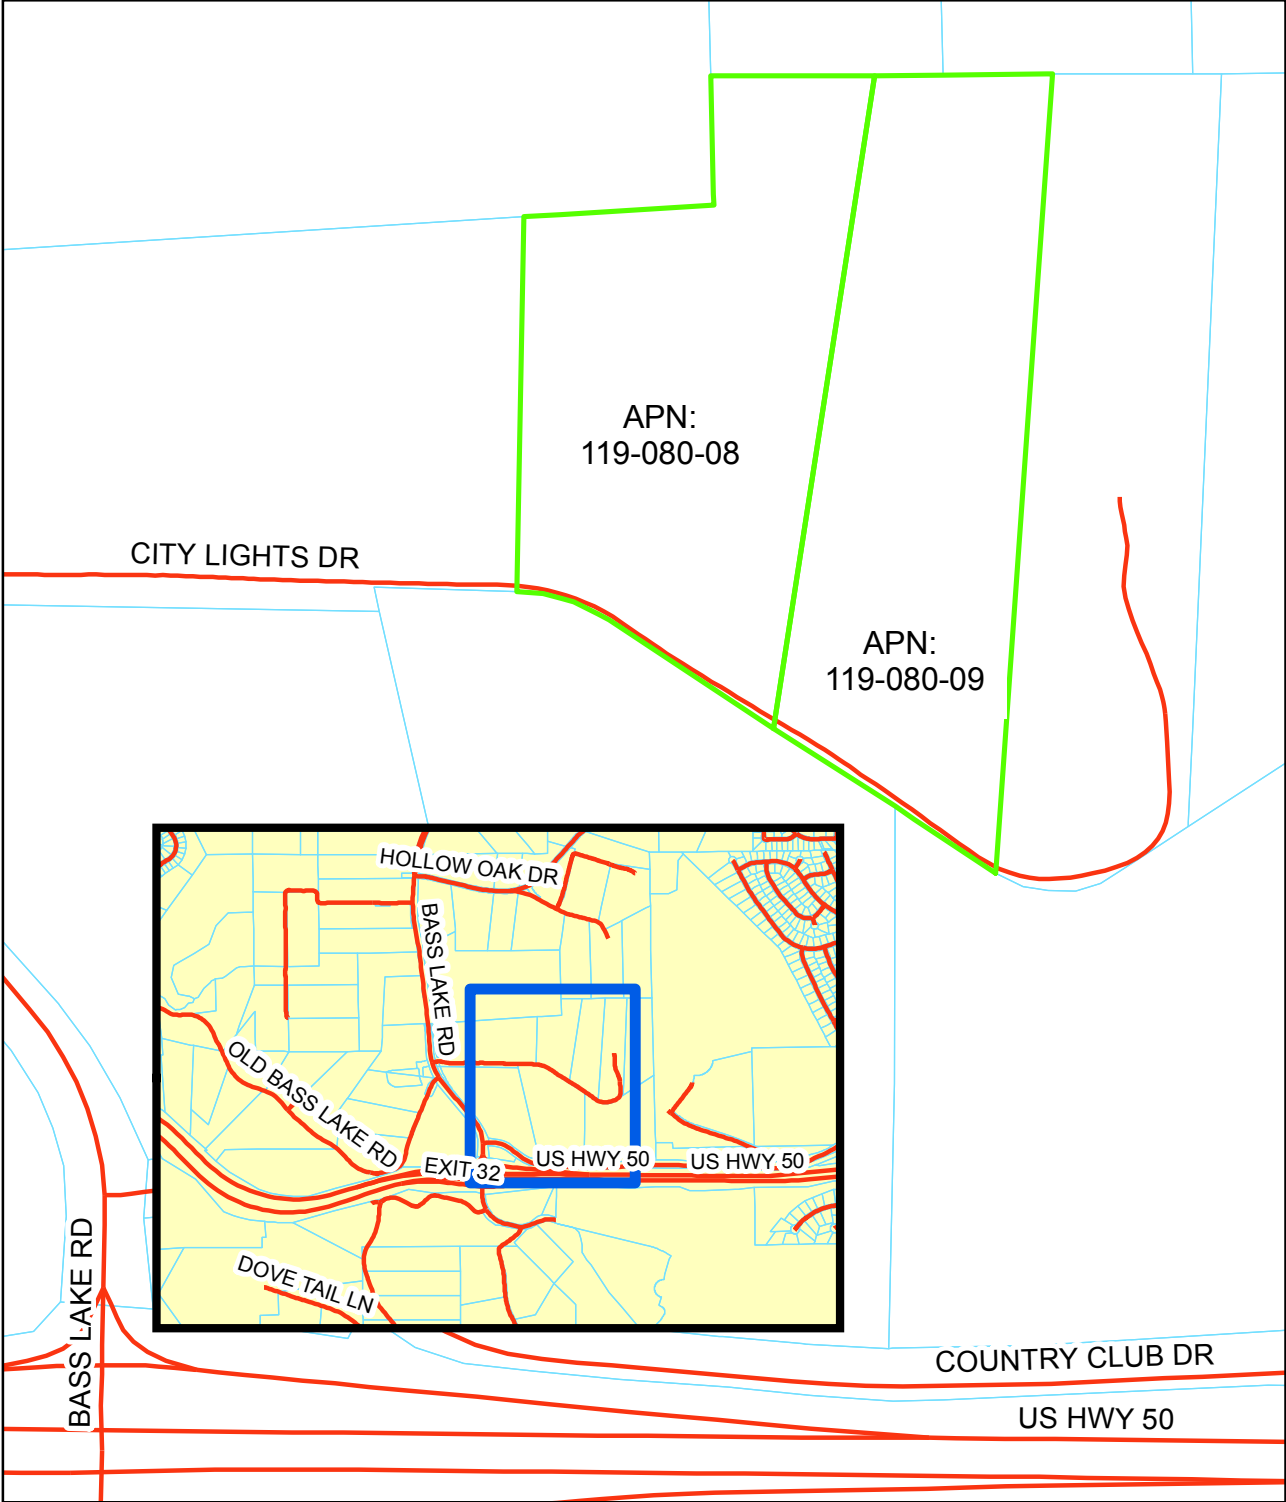 APN:
119-080-08
CITY LIGHTS DR
APN:
119-080-09
HOLLOW OAK DR
BASS LAKE RD
OLD BASS LAKE RD
EXIT 32
US HWY 50
US HWY 50
DOVE TAIL LN
BASS LAKE RD
COUNTRY CLUB DR
US HWY 50